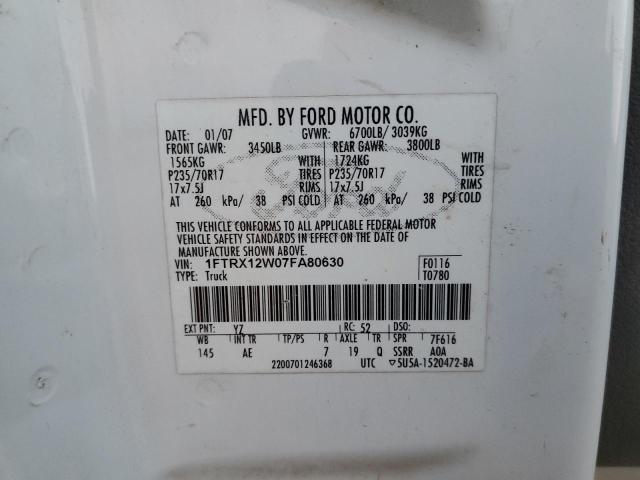 MFD. BY FORD MOTOR CO.
DATE: 01/07 GVWR: 6700LB/ 3039KG
FRONT GAWR: 3450LB REAR GAWR: 3800LB
1565KG WITH 1724KG WITH
P235/70R17 TIRES P235/70R17 TIRES
17x7.5J RIMS 17x7.5J RIMS
AT 260 kPa/ 38 PSI COLD AT 260 kPa/ 38 PSI COLD
Ford
THIS VEHICLE CONFORMS TO ALL APPLICABLE FEDERAL MOTOR
VEHICLE SAFETY STANDARDS IN EFFECT ON THE DATE OF
MANUFACTURE SHOWN ABOVE.
VIN: 1FTRX12W07FA80630 F0116
TYPE: Truck T0780
EXT PNT: YZ RC: 52 DSO:
WB INT TR TP/PS R AXLE TR SPR 7F616
145 AE 7 19 Q SSRR A0A
2200701246368 UTC ▽5U5A-1520472-BA